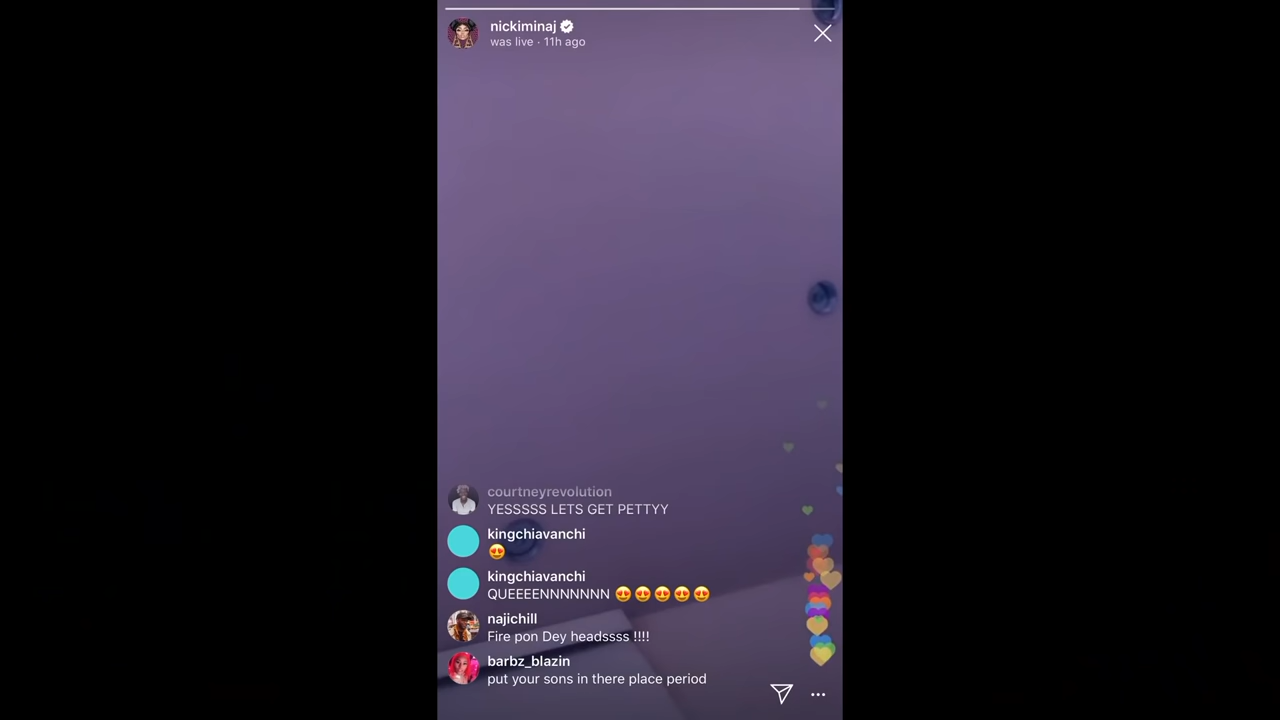 nickiminaj
was live · 11h ago
courtneyrevolution
YESSSSS LETS GET PETTYY
kingchiavanchi
😍
kingchiavanchi
QUEEEENNNNNNN 😍😍😍😍😍
najichill
Fire pon Dey headssss !!!!
barbz_blazin
put your sons in there place period